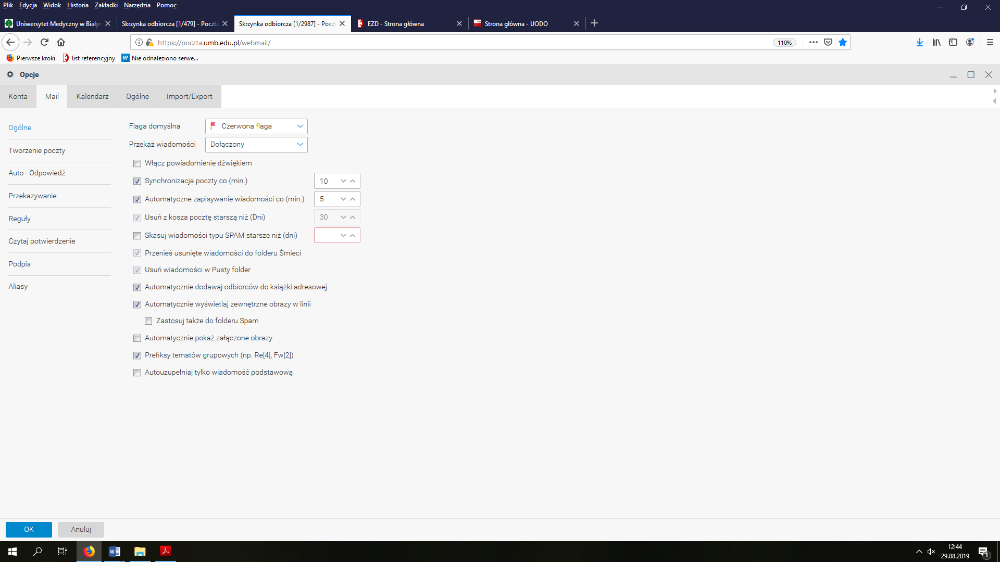 Plik Edycja Widok Historia Zakładki Narzędzia Pomoc
Uniwersytet Medyczny w Białym
Skrzynka odbiorcza [1/479] - Poczta
Skrzynka odbiorcza [1/2987] - Poczt
EZD - Strona główna
Strona główna - UODO
https://poczta.umb.edu.pl/webmail/
110%
Pierwsze kroki
list referencyjny
Nie odnaleziono serwe...
Opcje
Konta Mail Kalendarz Ogólne Import/Export
Ogólne
Tworzenie poczty
Auto - Odpowiedź
Przekazywanie
Reguły
Czytaj potwierdzenie
Podpis
Aliasy
Flaga domyślna Czerwona flaga
Przekaż wiadomości Dołączony
Włącz powiadomienie dźwiękiem
Synchronizacja poczty co (min.) 10
Automatyczne zapisywanie wiadomości co (min.) 5
Usuń z kosza pocztę starszą niż (Dni) 30
Skasuj wiadomości typu SPAM starsze niż (dni)
Przenieś usunięte wiadomości do folderu Śmieci
Usuń wiadomości w Pusty folder
Automatycznie dodawaj odbiorców do książki adresowej
Automatycznie wyświetlaj zewnętrzne obrazy w linii
Zastosuj także do folderu Spam
Automatycznie pokaż załączone obrazy
Prefiksy tematów grupowych (np. Re[4], Fw[2])
Autouzupełniaj tylko wiadomość podstawową
OK Anuluj
12:44
29.08.2019
1